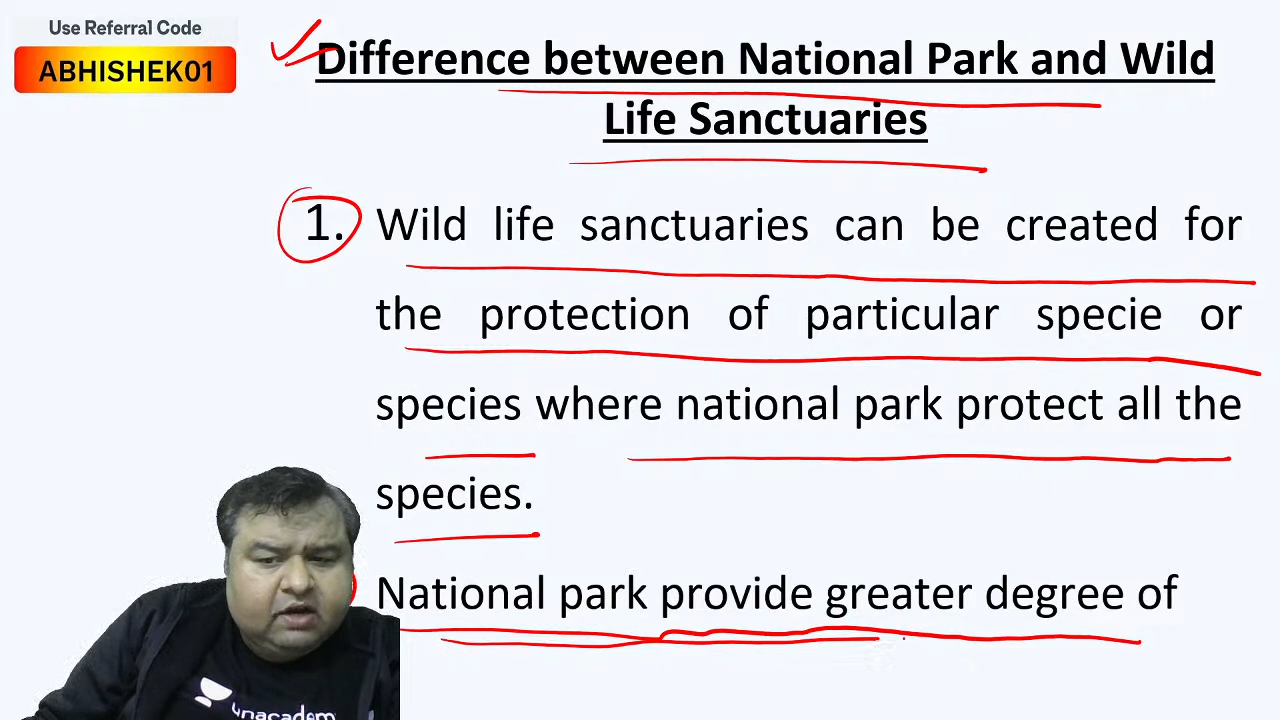 Use Referral Code
ABHISHEK01
Difference between National Park and Wild
Life Sanctuaries
1. Wild life sanctuaries can be created for
the protection of particular specie or
species where national park protect all the
species.
National park provide greater degree of
unacademy